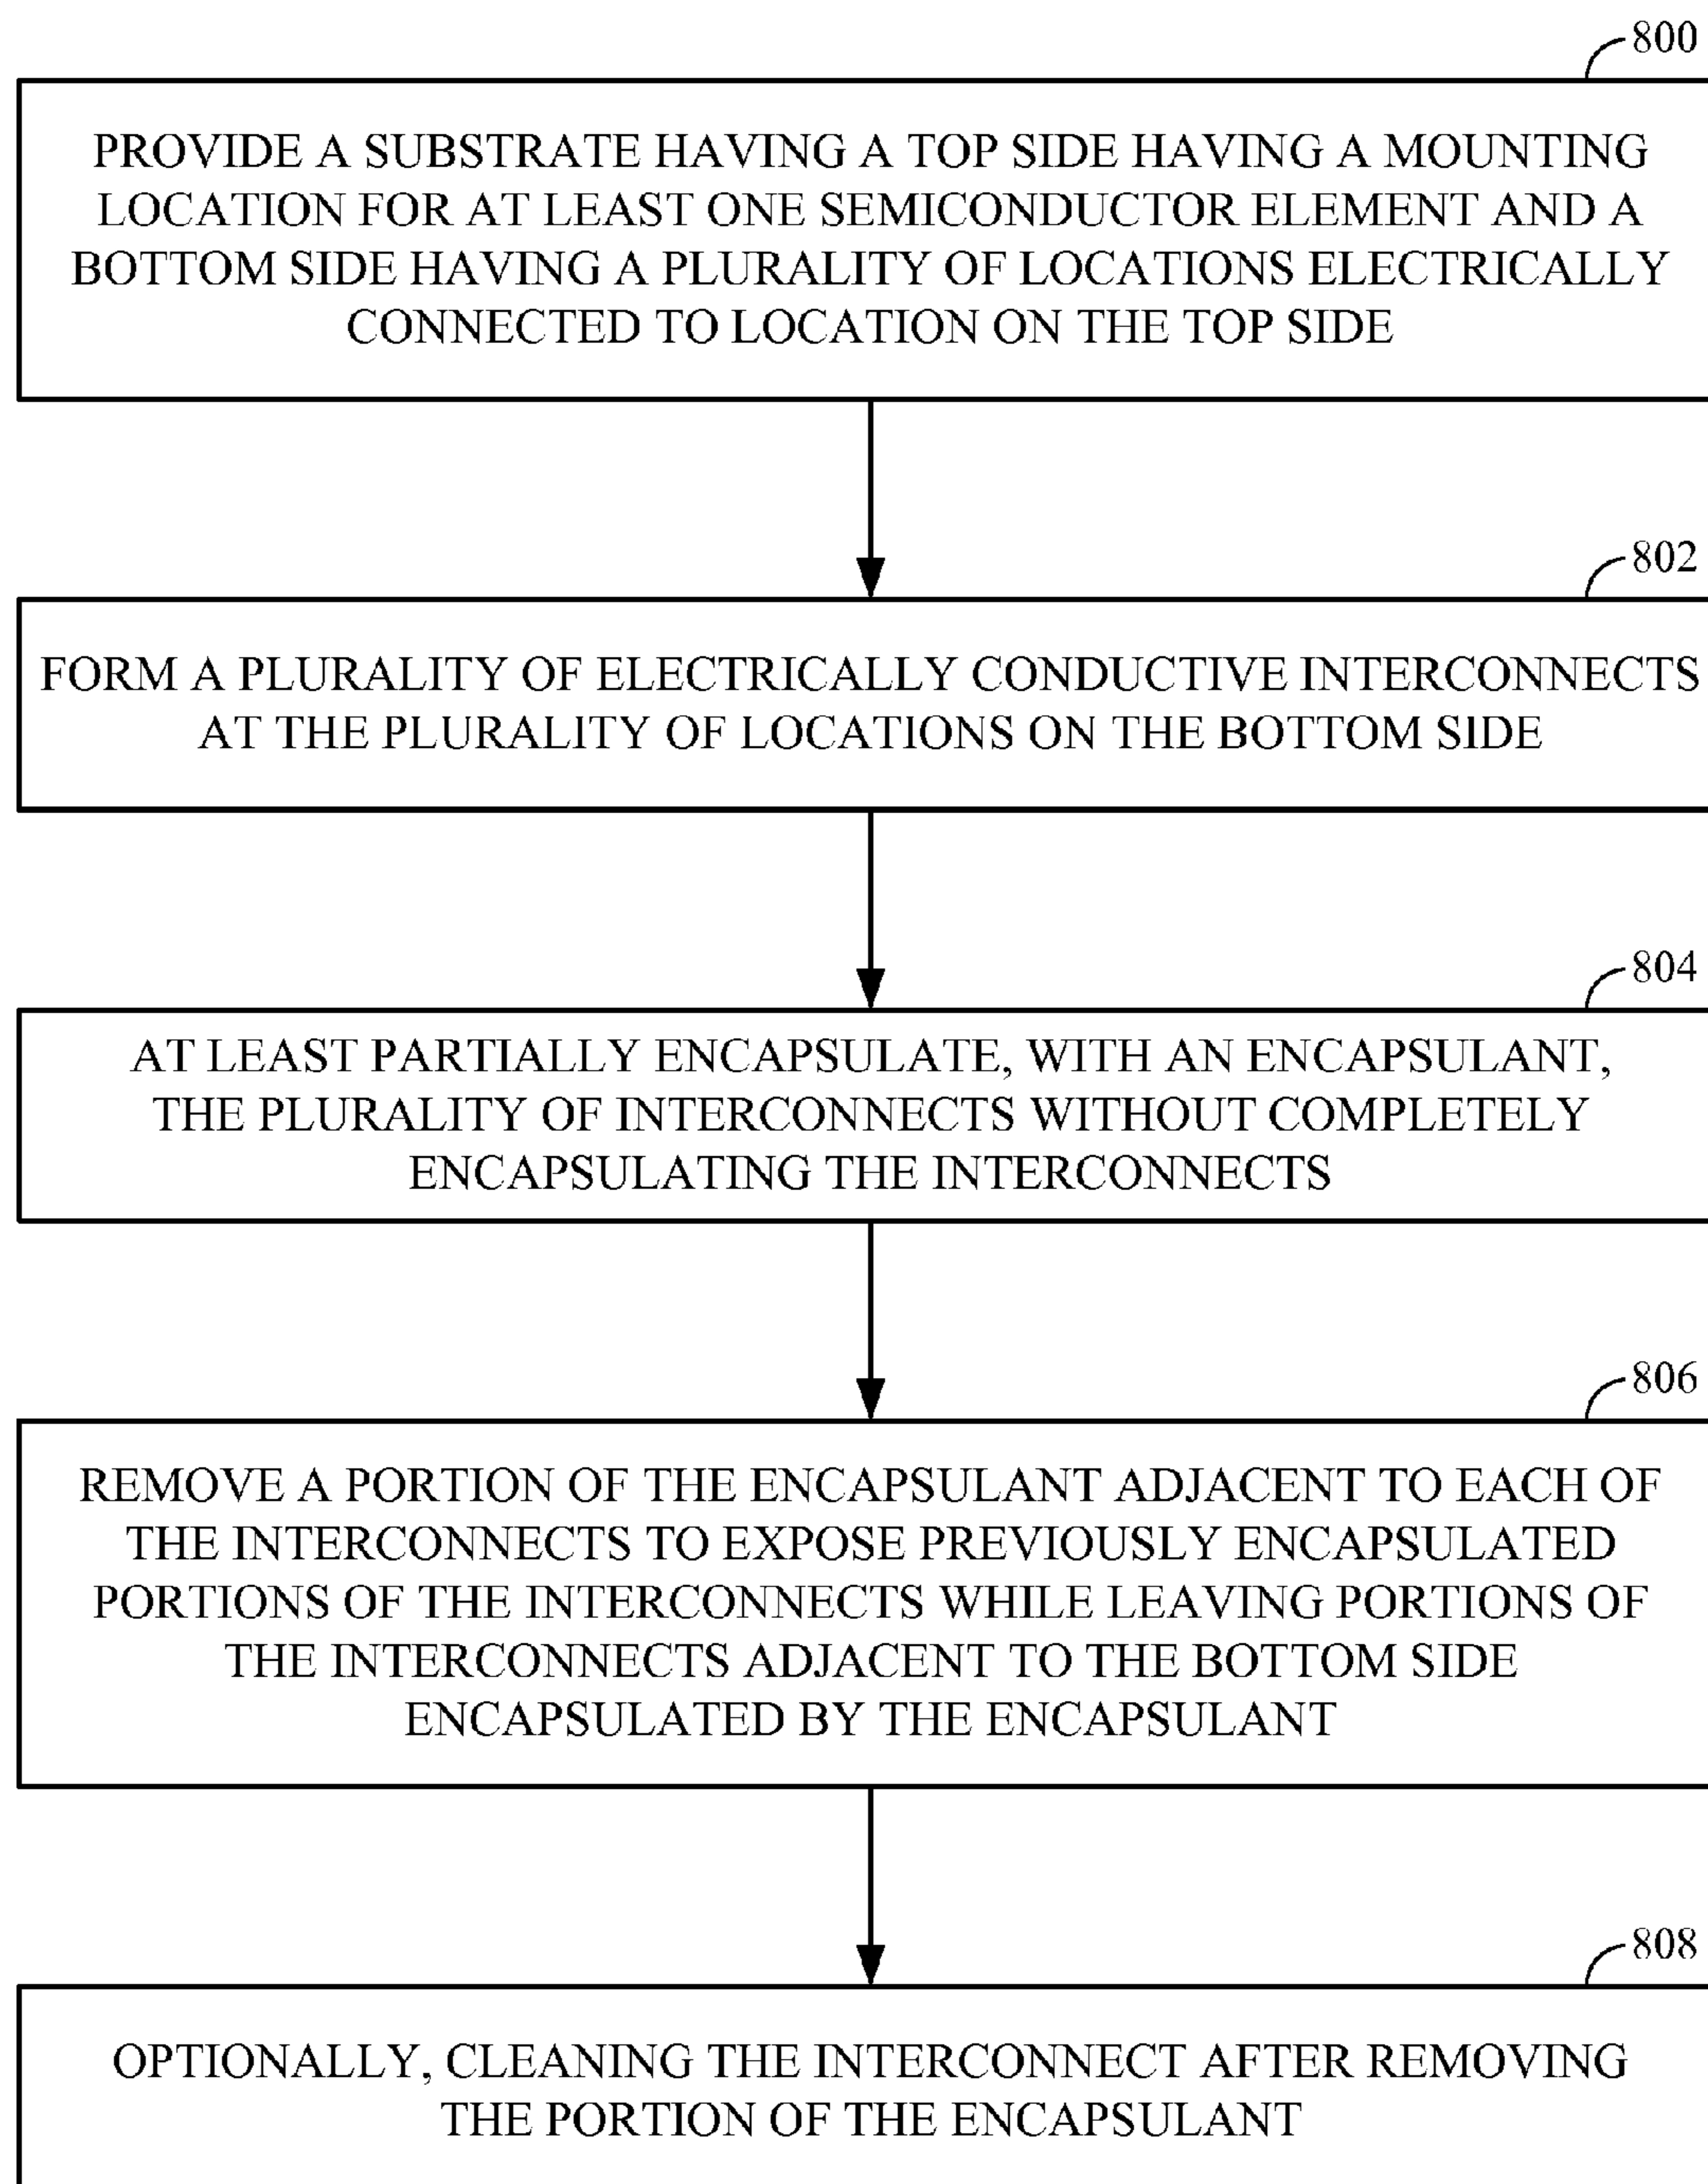 800
PROVIDE A SUBSTRATE HAVING A TOP SIDE HAVING A MOUNTING
LOCATION FOR AT LEAST ONE SEMICONDUCTOR ELEMENT AND A
BOTTOM SIDE HAVING A PLURALITY OF LOCATIONS ELECTRICALLY
CONNECTED TO LOCATION ON THE TOP SIDE
802
FORM A PLURALITY OF ELECTRICALLY CONDUCTIVE INTERCONNECTS
AT THE PLURALITY OF LOCATIONS ON THE BOTTOM SIDE
804
AT LEAST PARTIALLY ENCAPSULATE, WITH AN ENCAPSULANT,
THE PLURALITY OF INTERCONNECTS WITHOUT COMPLETELY
ENCAPSULATING THE INTERCONNECTS
806
REMOVE A PORTION OF THE ENCAPSULANT ADJACENT TO EACH OF
THE INTERCONNECTS TO EXPOSE PREVIOUSLY ENCAPSULATED
PORTIONS OF THE INTERCONNECTS WHILE LEAVING PORTIONS OF
THE INTERCONNECTS ADJACENT TO THE BOTTOM SIDE
ENCAPSULATED BY THE ENCAPSULANT
808
OPTIONALLY, CLEANING THE INTERCONNECT AFTER REMOVING
THE PORTION OF THE ENCAPSULANT